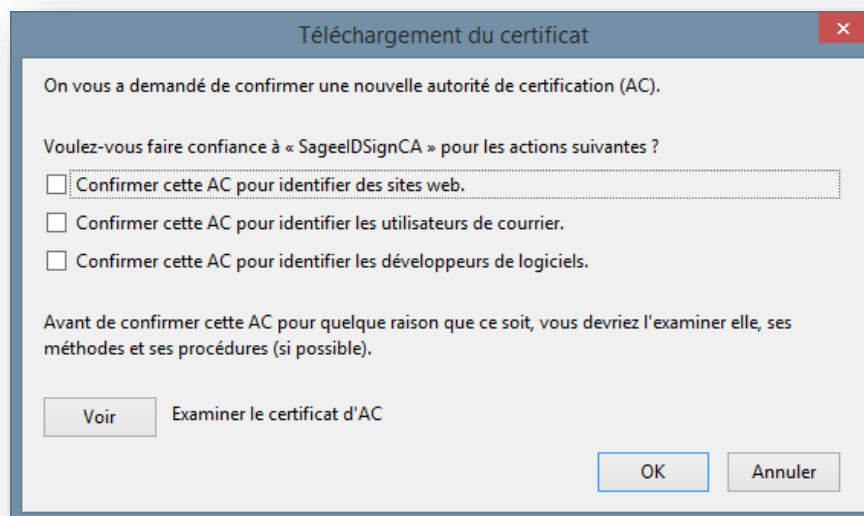 Téléchargement du certificat
On vous a demandé de confirmer une nouvelle autorité de certification (AC).
Voulez-vous faire confiance à « SageeIDSignCA » pour les actions suivantes ?
Confirmer cette AC pour identifier des sites web.
Confirmer cette AC pour identifier les utilisateurs de courrier.
Confirmer cette AC pour identifier les développeurs de logiciels.
Avant de confirmer cette AC pour quelque raison que ce soit, vous devriez l'examiner elle, ses
méthodes et ses procédures (si possible).
Voir Examiner le certificat d'AC
OK Annuler